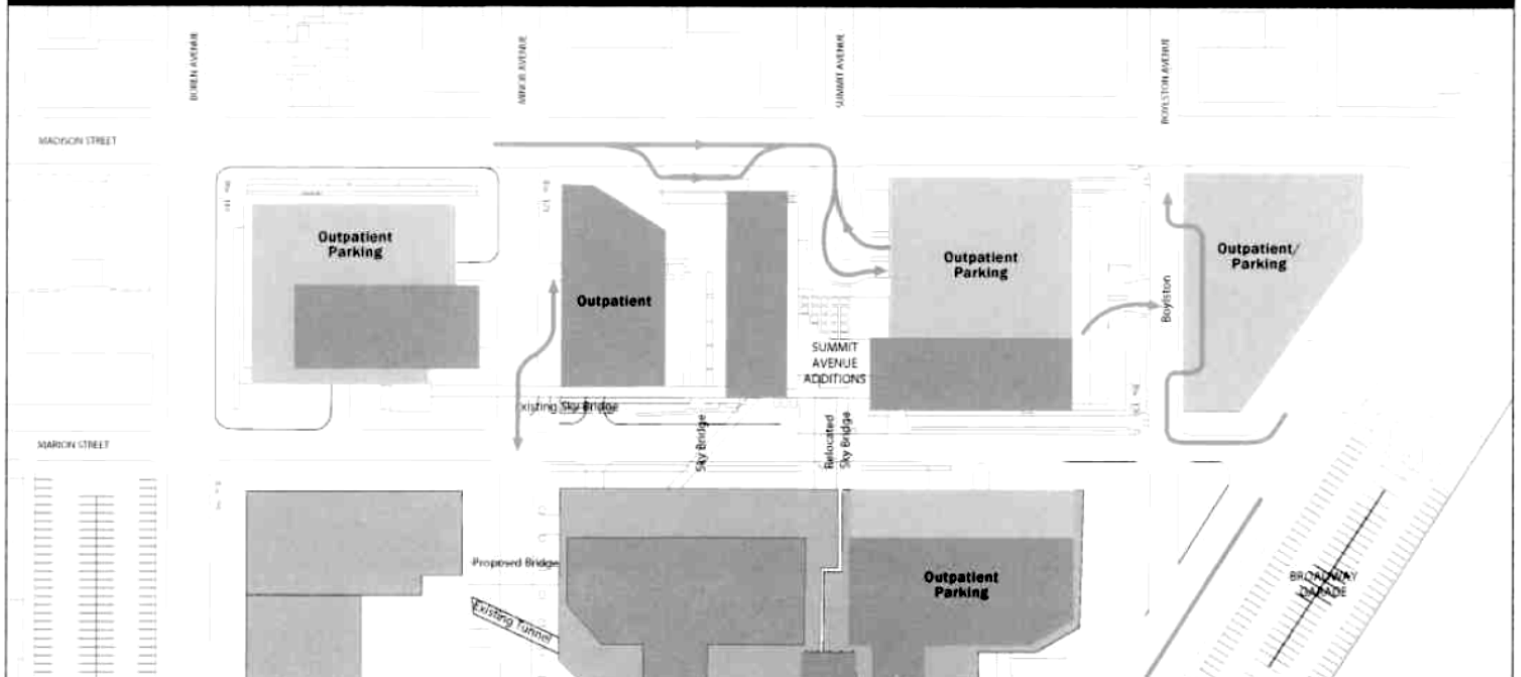 BOREN AVENUE
MINOR AVENUE
SUMMIT AVENUE
BOYLSTON AVENUE
MADISON STREET
Outpatient
Parking
Outpatient
Outpatient
Parking
Boylston
Outpatient/
Parking
SUMMIT
AVENUE
ADDITIONS
xisting Sky Bridge
Sky Bridge
Relocated
Sky Bridge
MARION STREET
Proposed Bridge
Existing Tunnel
Outpatient
Parking
BROADWAY
GARAGE